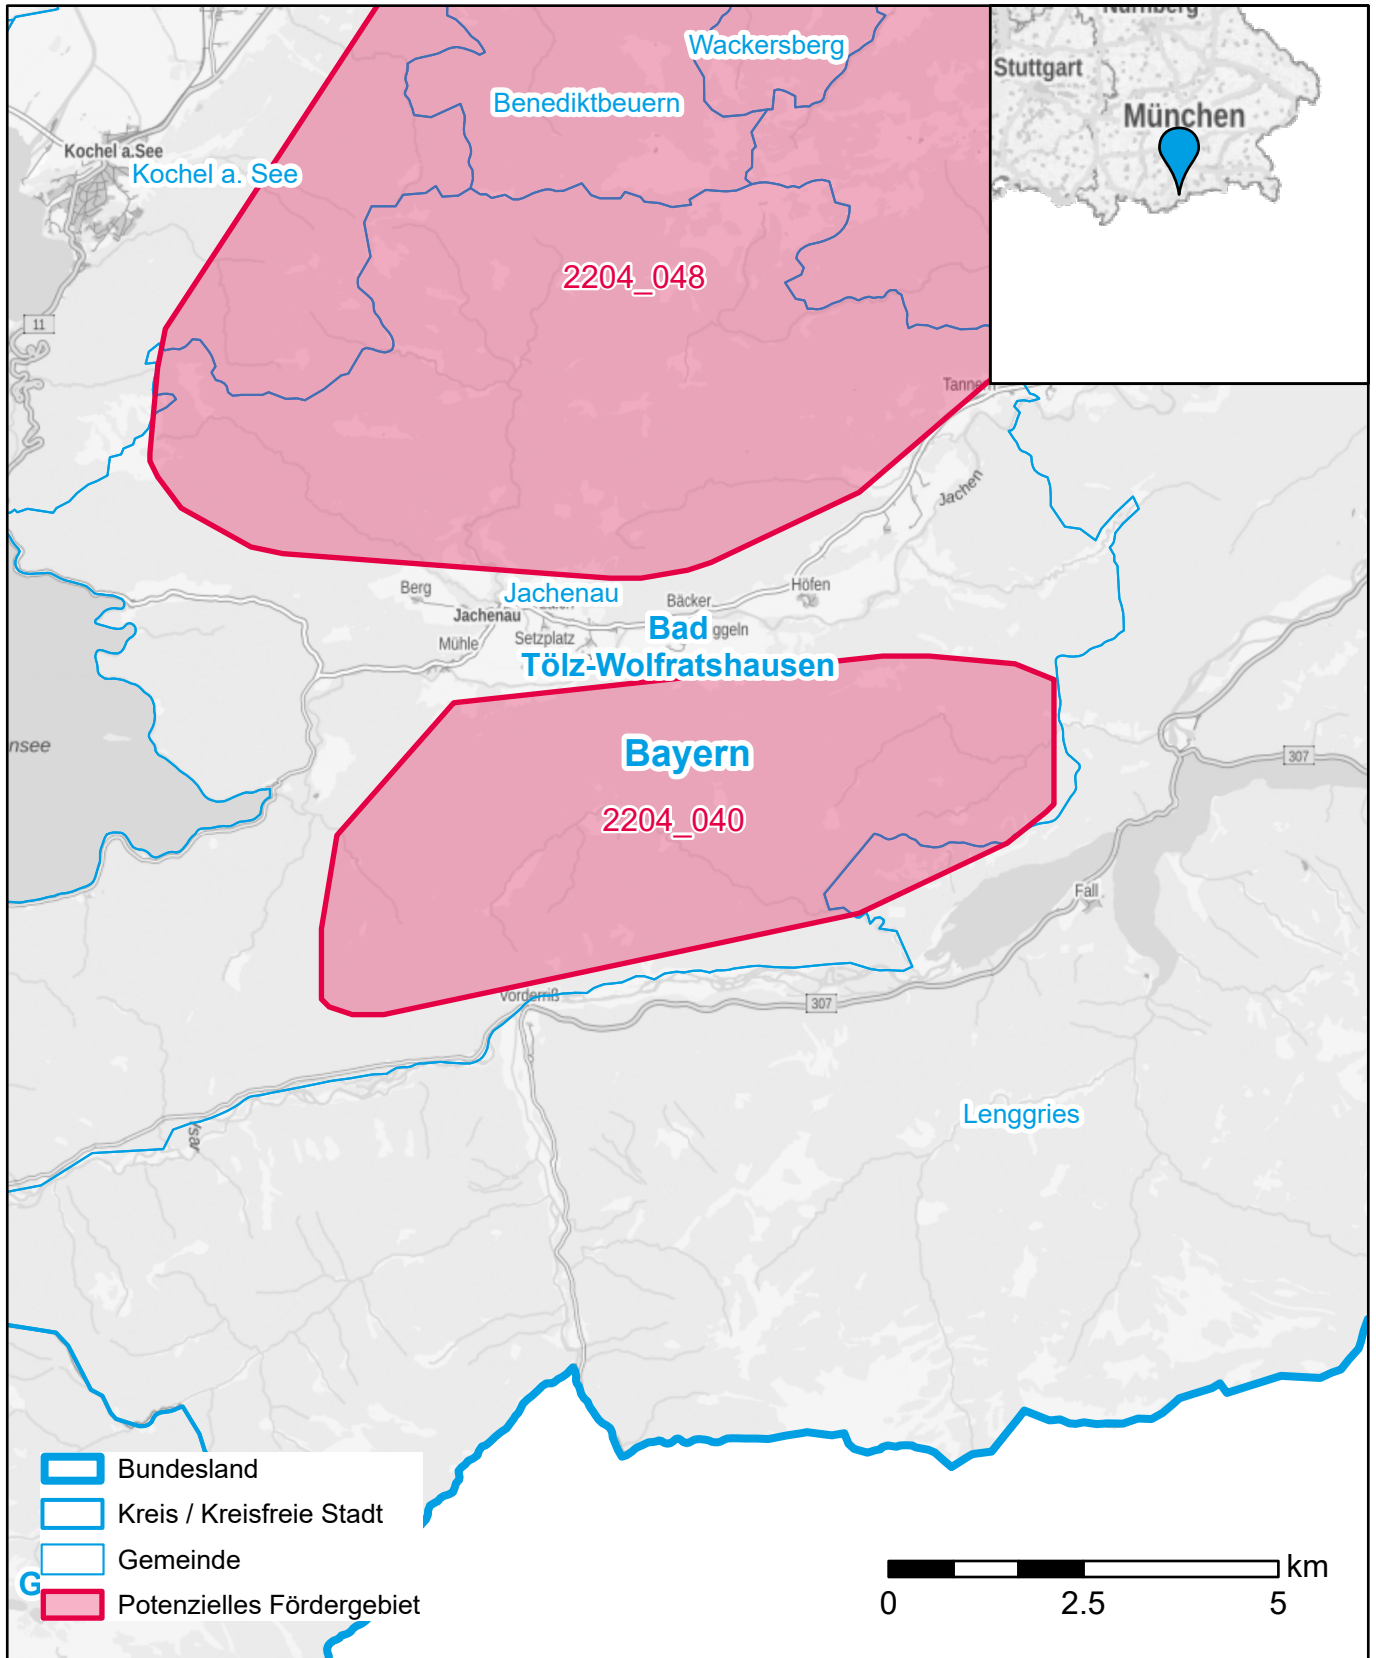 Wackersberg
Benediktbeuern
Kochel a.See
Kochel a. See
Nürnberg
Stuttgart
München
2204_048
11
Jachen
Berg
Jachenau
Jachenau
Bäcker
Höfen
Mühle
Setzplatz
ggeln
Bad
Tölz-Wolfratshausen
nsee
Bayern
307
2204_040
Fall
Vorderriß
307
Lenggries
Isar
Bundesland
Kreis / Kreisfreie Stadt
Gemeinde
G
Potenzielles Fördergebiet
km
0 2.5 5